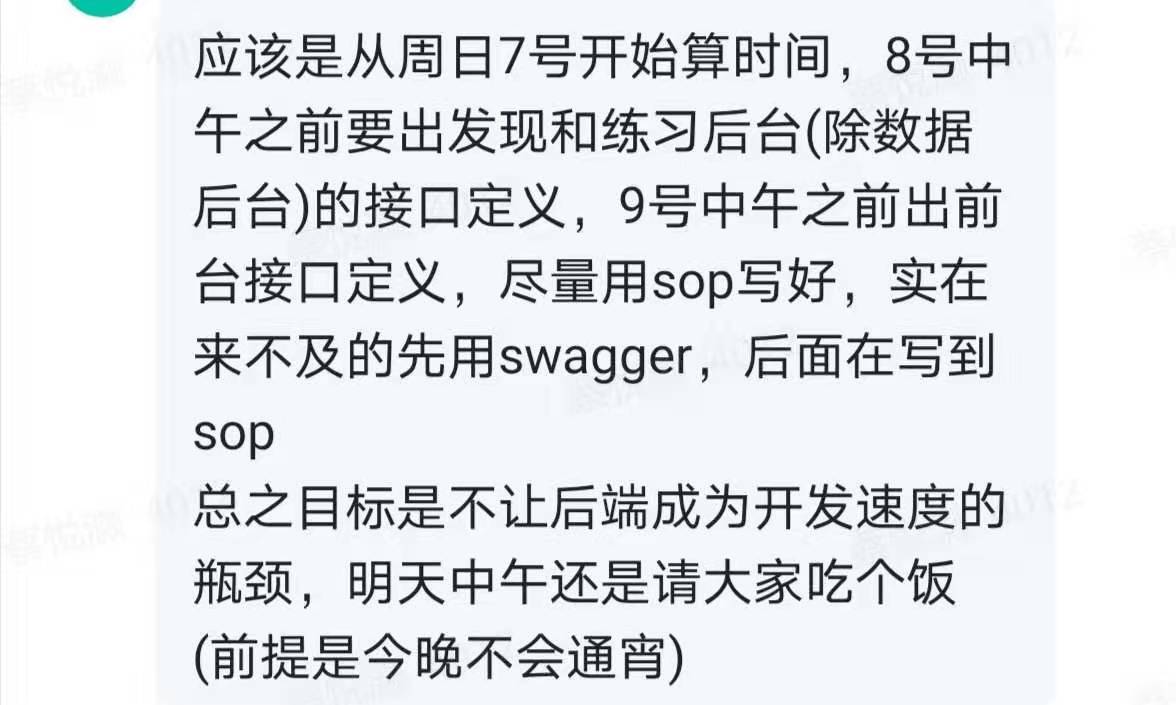 应该是从周日7号开始算时间，8号中
午之前要出发现和练习后台(除数据
后台)的接口定义，9号中午之前出前
台接口定义，尽量用sop写好，实在
来不及的先用swagger，后面在写到
sop
总之目标是不让后端成为开发速度的
瓶颈，明天中午还是请大家吃个饭
(前提是今晚不会通宵)